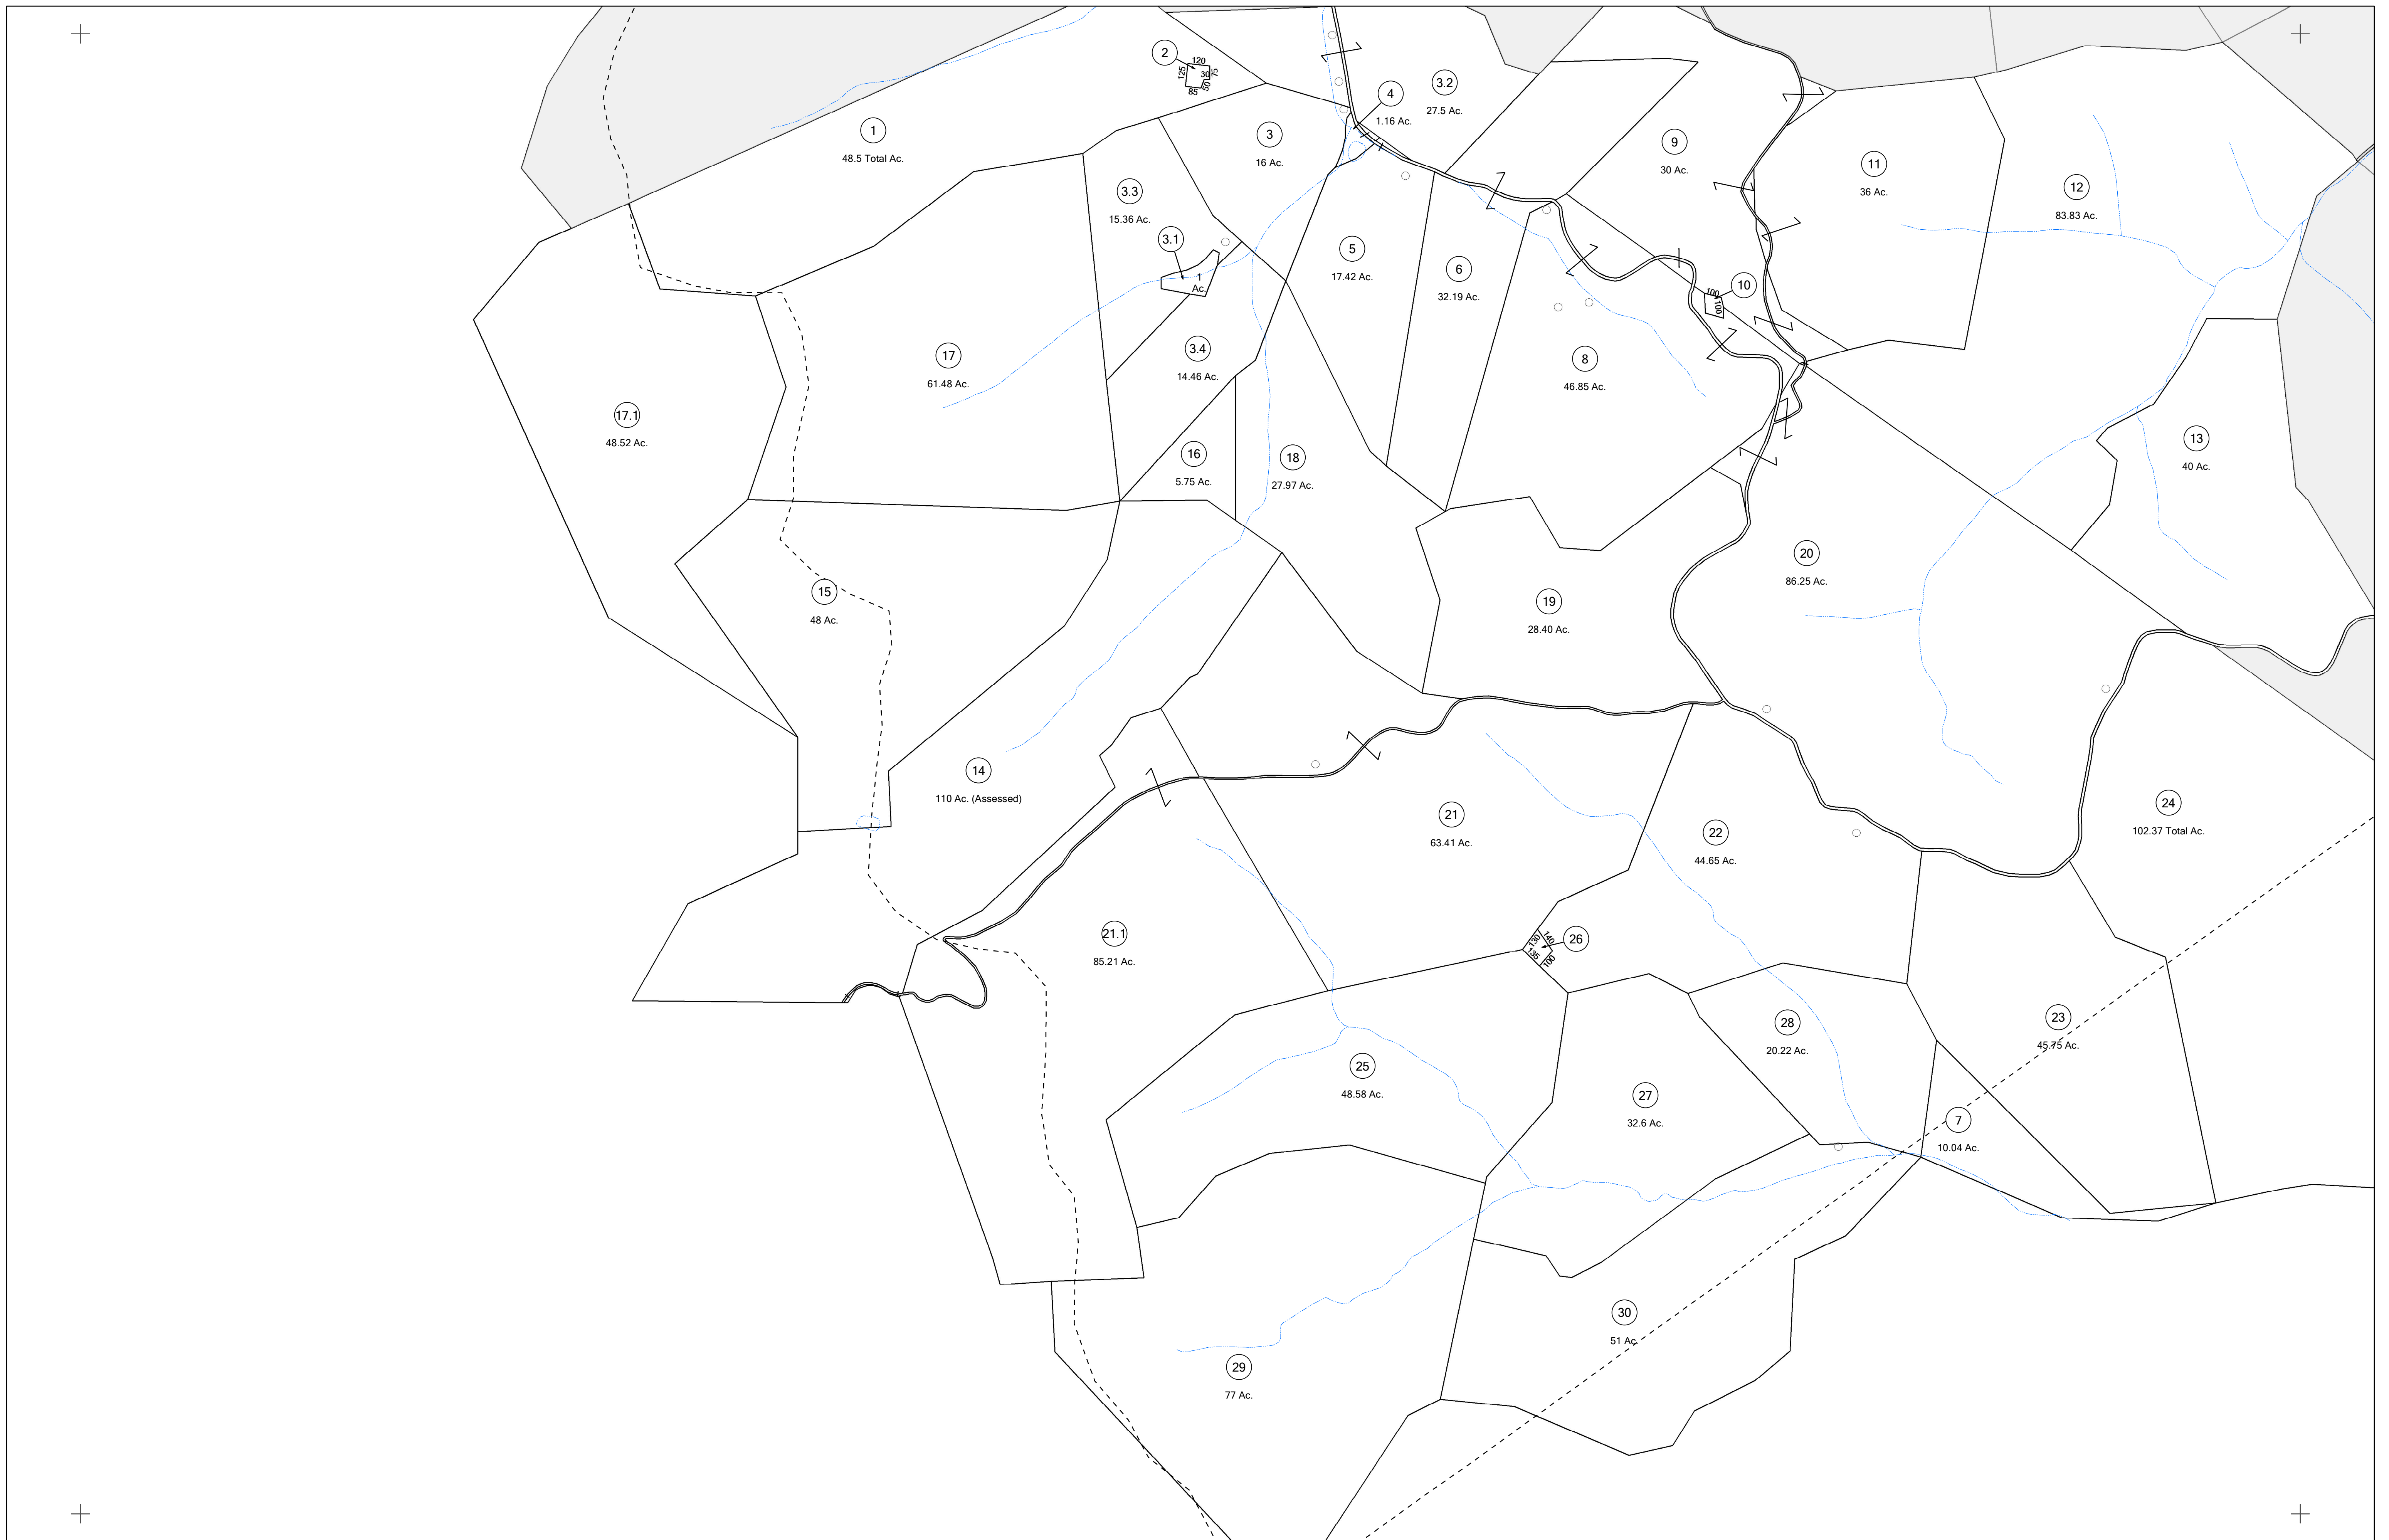 2
120
125
30
75
50
85
1
48.5 Total Ac.
4
1.16 Ac.
3.2
27.5 Ac.
3
16 Ac.
9
30 Ac.
11
36 Ac.
12
83.83 Ac.
3.3
15.36 Ac.
3.1
1
Ac.
5
17.42 Ac.
6
32.19 Ac.
10
100
100
17
61.48 Ac.
3.4
14.46 Ac.
8
46.85 Ac.
17.1
48.52 Ac.
16
5.75 Ac.
18
27.97 Ac.
13
40 Ac.
15
48 Ac.
19
28.40 Ac.
20
86.25 Ac.
14
110 Ac. (Assessed)
21
63.41 Ac.
22
44.65 Ac.
24
102.37 Total Ac.
21.1
85.21 Ac.
26
130
140
135
100
23
45.75 Ac.
28
20.22 Ac.
25
48.58 Ac.
27
32.6 Ac.
7
10.04 Ac.
30
51 Ac.
29
77 Ac.